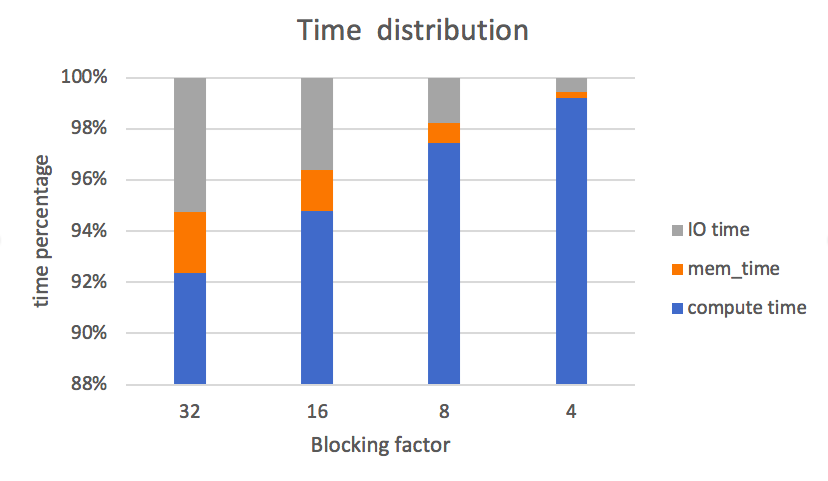 Time distribution
100%
98%
96%
94%
92%
90%
88%
time percentage
32 16 8 4
Blocking factor
IO time
mem_time
compute time